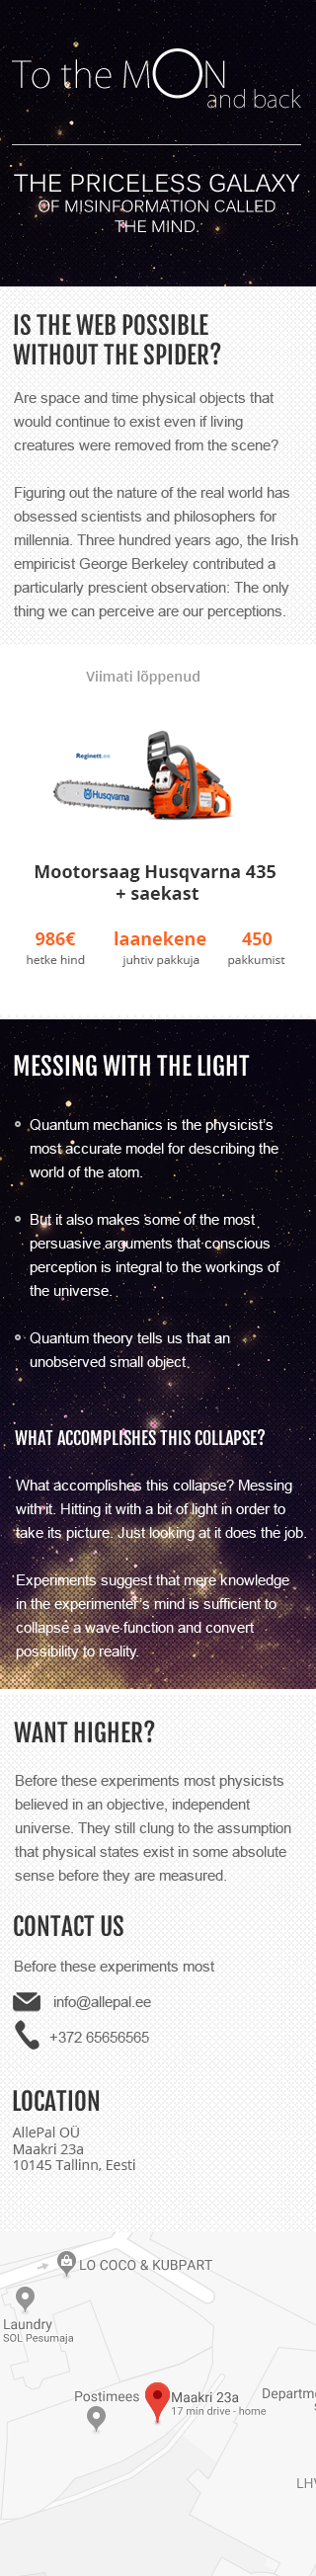 To the MOON
and back
THE PRICELESS GALAXY
OF MISINFORMATION CALLED
THE MIND.
IS THE WEB POSSIBLE
WITHOUT THE SPIDER?
Are space and time physical objects that
would continue to exist even if living
creatures were removed from the scene?
Figuring out the nature of the real world has
obsessed scientists and philosophers for
millennia. Three hundred years ago, the Irish
empiricist George Berkeley contributed a
particularly prescient observation: The only
thing we can perceive are our perceptions.
Viimati lõppenud
Reginett.ee
Husqvarna
Mootorsaag Husqvarna 435
+ saekast
986€ laanekene 450
hetke hind juhtiv pakkuja pakkumist
MESSING WITH THE LIGHT
Quantum mechanics is the physicist's
most accurate model for describing the
world of the atom.
But it also makes some of the most
persuasive arguments that conscious
perception is integral to the workings of
the universe.
Quantum theory tells us that an
unobserved small object
WHAT ACCOMPLISHES THIS COLLAPSE?
What accomplishes this collapse? Messing
with it. Hitting it with a bit of light in order to
take its picture. Just looking at it does the job.
Experiments suggest that mere knowledge
in the experimenter's mind is sufficient to
collapse a wave function and convert
possibility to reality.
WANT HIGHER?
Before these experiments most physicists
believed in an objective, independent
universe. They still clung to the assumption
that physical states exist in some absolute
sense before they are measured.
CONTACT US
Before these experiments most
info@allepal.ee
+372 65656565
LOCATION
AllePal OÜ
Maakri 23a
10145 Tallinn, Eesti
LO COCO & KUBPART
Laundry
SOL Pesumaja
Postimees
Maakri 23a
17 min drive - home
Departme
LHV